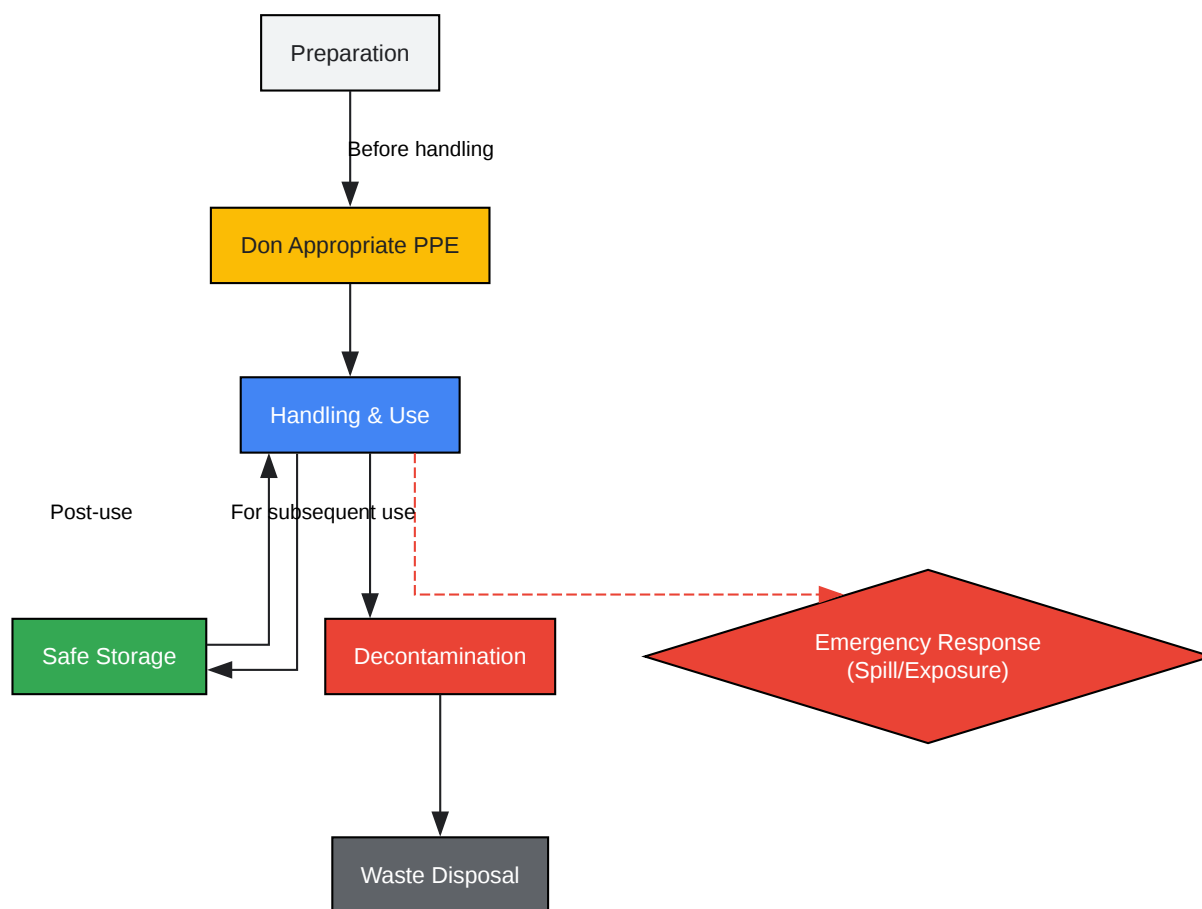 Preparation
Before handling
Don Appropriate PPE
Handling & Use
Post-use
For subsequent use
Safe Storage
Decontamination
Emergency Response
(Spill/Exposure)
Waste Disposal